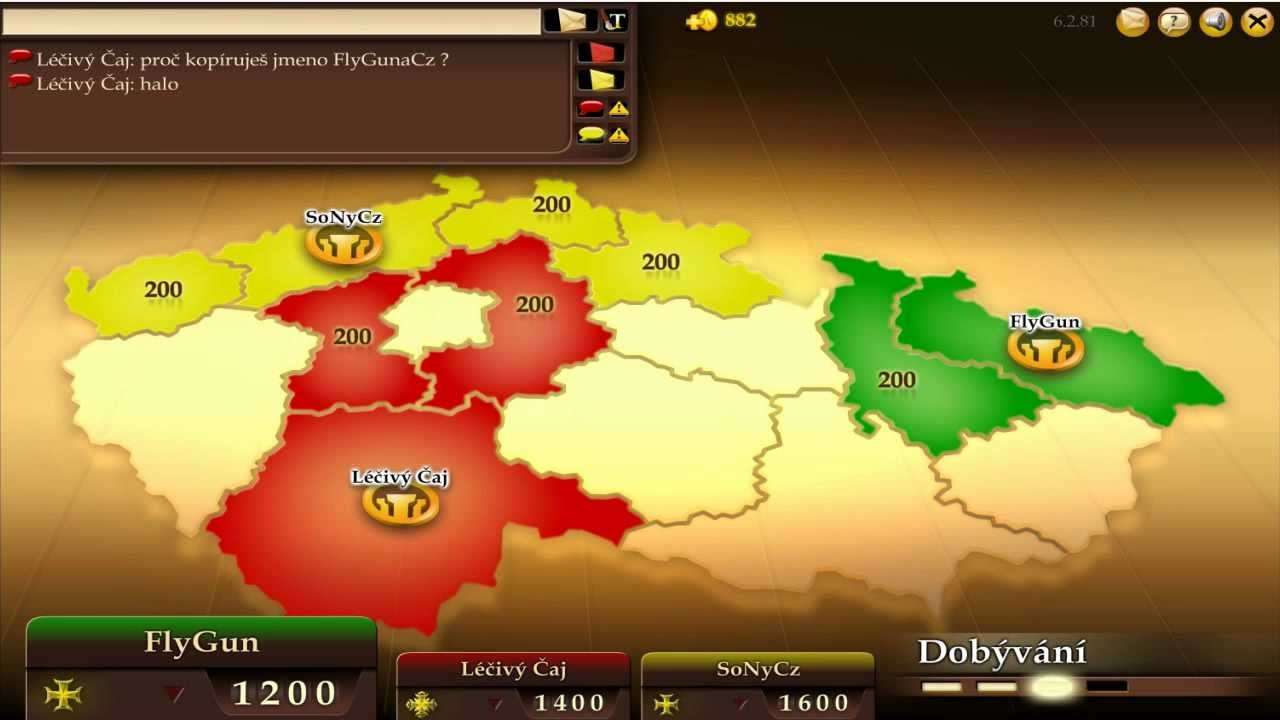 T
882
6.2.81
Léčivý Čaj: proč kopíruješ jmeno FlyGunaCz ?
Léčivý Čaj: halo
SoNyCz
200
200
200
200
200
FlyGun
200
Léčivý Čaj
FlyGun
1200
Léčivý Čaj
1400
SoNyCz
1600
Dobývání